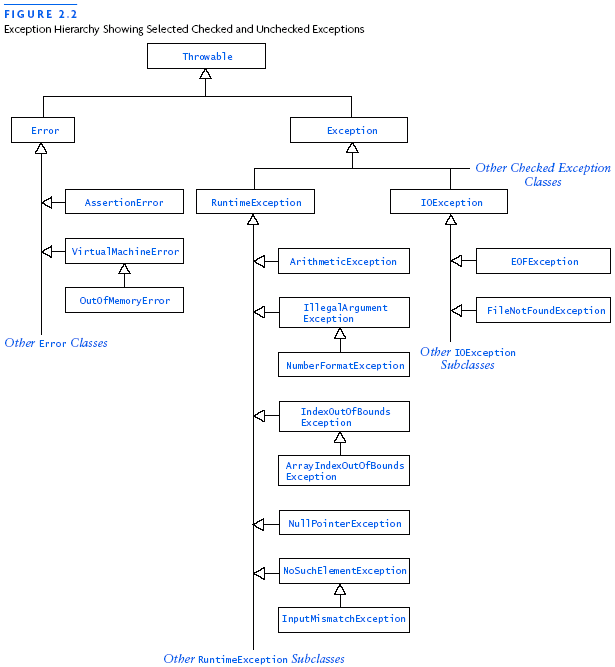 FIGURE 2.2
Exception Hierarchy Showing Selected Checked and Unchecked Exceptions
Throwable
Error
Exception
Other Checked Exception
Classes
AssertionError
RuntimeException
IOException
VirtualMachineError
ArithmeticException
EOFException
OutOfMemoryError
IllegalArgument
Exception
FileNotFoundException
Other Error Classes
Other IOException
Subclasses
NumberFormatException
IndexOutOfBounds
Exception
ArrayIndexOutOfBounds
Exception
NullPointerException
NoSuchElementException
InputMismatchException
Other RuntimeException Subclasses